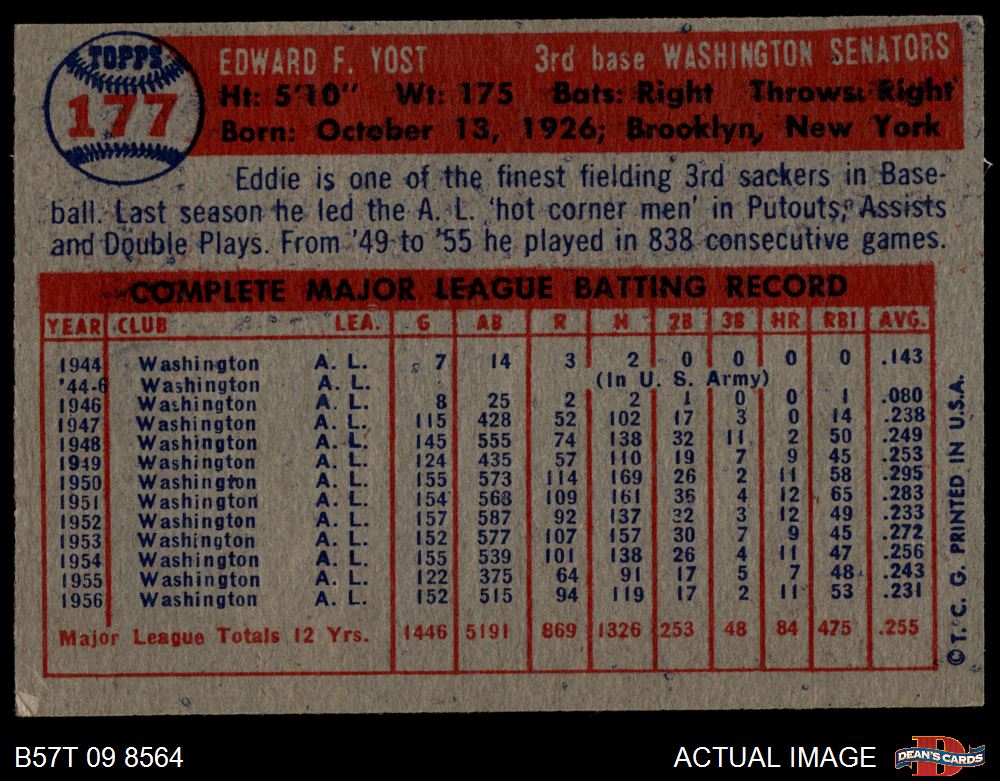 TOPPS
177
EDWARD F. YOST 3rd base WASHINGTON SENATORS
Ht: 5'10" Wt: 175 Bats: Right Throws: Right
Born: October 13, 1926; Brooklyn, New York
Eddie is one of the finest fielding 3rd sackers in Base-
ball. Last season he led the A. L. 'hot corner men' in Putouts, Assists
and Double Plays. From '49 to '55 he played in 838 consecutive games.
COMPLETE MAJOR LEAGUE BATTING RECORD
YEAR CLUB LEA. G AB R H 2B 3B HR RBI AVG.
1944 Washington A. L. 7 14 3 2 0 0 0 0 .143
'44-6 Washington A. L. (In U. S. Army)
1946 Washington A. L. 8 25 2 2 1 0 0 1 .080
1947 Washington A. L. 115 428 52 102 17 3 0 14 .238
1948 Washington A. L. 145 555 74 138 32 11 2 50 .249
1949 Washington A. L. 124 435 57 110 19 7 9 45 .253
1950 Washington A. L. 155 573 114 169 26 2 11 58 .295
1951 Washington A. L. 154 568 109 161 36 4 12 65 .283
1952 Washington A. L. 157 587 92 137 32 3 12 49 .233
1953 Washington A. L. 152 577 107 157 30 7 9 45 .272
1954 Washington A. L. 155 539 101 138 26 4 11 47 .256
1955 Washington A. L. 122 375 64 91 17 5 7 48 .243
1956 Washington A. L. 152 515 94 119 17 2 11 53 .231
Major League Totals 12 Yrs. 1446 5191 869 1326 253 48 84 475 .255
© T. C. G. PRINTED IN U.S.A.
B57T 09 8564
ACTUAL IMAGE
DEAN'S CARDS